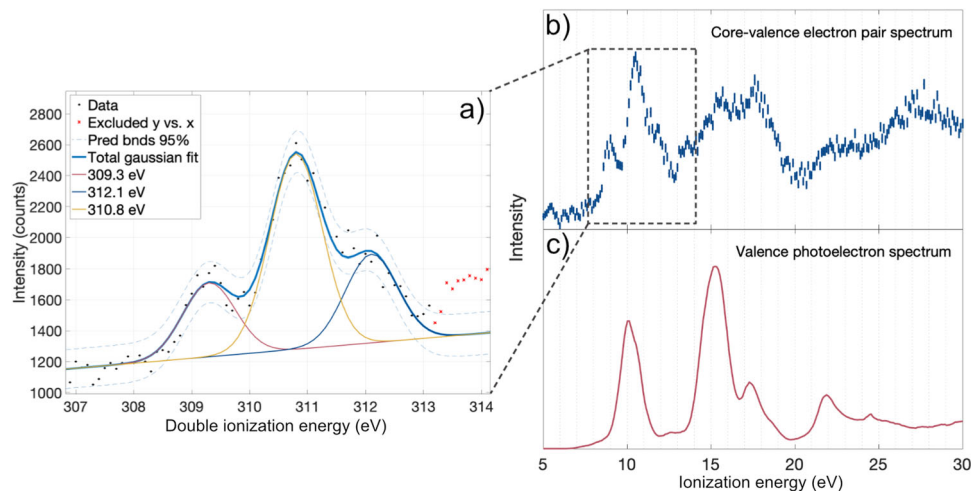 a)
Data
Excluded y vs. x
Pred bnds 95%
Total gaussian fit
309.3 eV
312.1 eV
310.8 eV
2800
2600
2400
2200
2000
1800
1600
1400
1200
1000
Intensity (counts)
307 308 309 310 311 312 313 314
Double ionization energy (eV)
b)
Core-valence electron pair spectrum
Intensity
c)
Valence photoelectron spectrum
5 10 15 20 25 30
Ionization energy (eV)